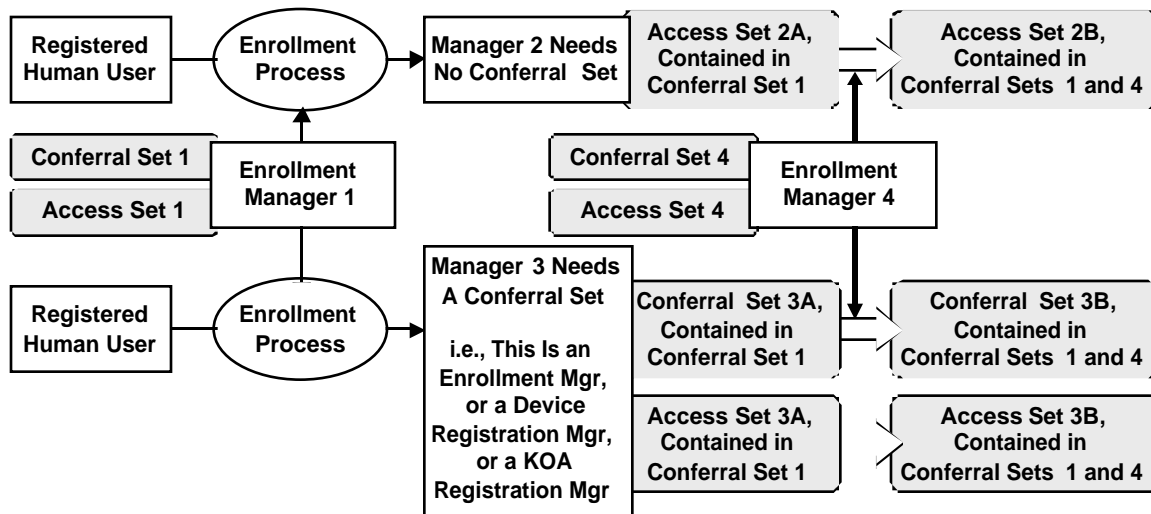 Registered
Human User
Enrollment
Process
Manager 2 Needs
No Conferral Set
Access Set 2A,
Contained in
Conferral Set 1
Access Set 2B,
Contained in
Conferral Sets 1 and 4
Conferral Set 1
Access Set 1
Enrollment
Manager 1
Conferral Set 4
Access Set 4
Enrollment
Manager 4
Registered
Human User
Enrollment
Process
Manager 3 Needs
A Conferral Set
i.e., This Is an
Enrollment Mgr,
or a Device
Registration Mgr,
or a KOA
Registration Mgr
Conferral Set 3A,
Contained in
Conferral Set 1
Conferral Set 3B,
Contained in
Conferral Sets 1 and 4
Access Set 3A,
Contained in
Conferral Set 1
Access Set 3B,
Contained in
Conferral Sets 1 and 4